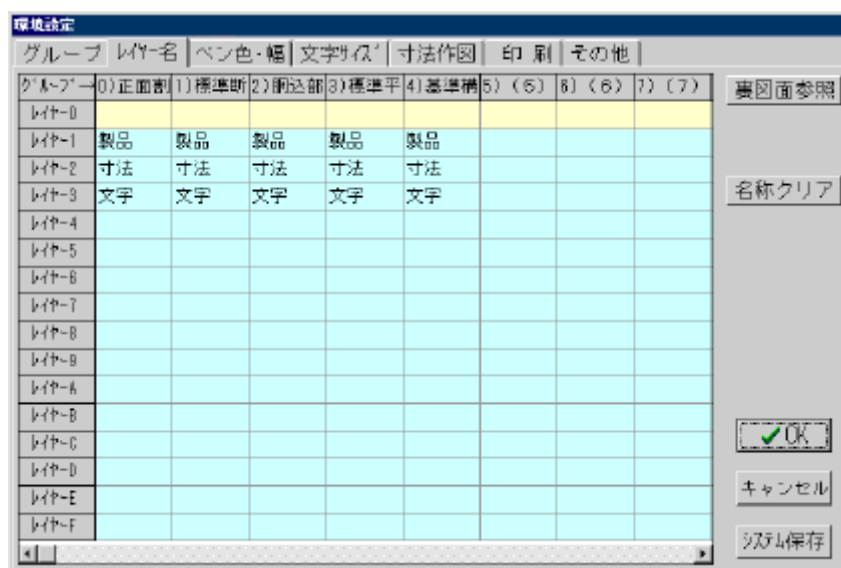 環境設定
グループ レイヤー名 ペン色・幅 文字サイズ 寸法作図 印 刷 その他
グループ→ 0)正面割 1)標準断 2)胴込部 3)標準平 4)基準構 5) (5) 6) (6) 7) (7)
裏図面参照
レイヤー0
レイヤー1 製品 製品 製品 製品 製品
レイヤー2 寸法 寸法 寸法 寸法 寸法
レイヤー3 文字 文字 文字 文字 文字
名称クリア
レイヤー4
レイヤー5
レイヤー6
レイヤー7
レイヤー8
レイヤー9
レイヤーA
レイヤーB
レイヤーC
レイヤーD
レイヤーE
レイヤーF
OK
キャンセル
システム保存